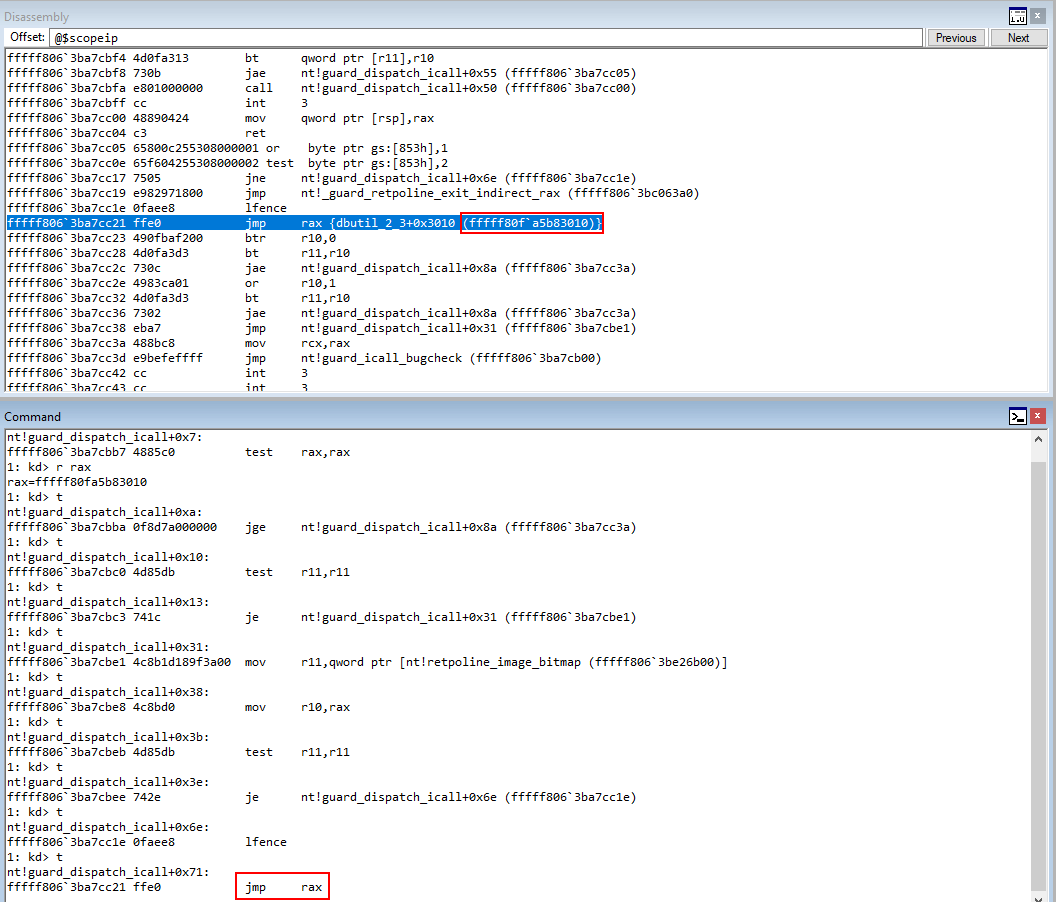 Disassembly
Offset: @$scopeip Previous Next
fffff806`3ba7cbf4 4d0fa313 bt qword ptr [r11],r10
fffff806`3ba7cbf8 730b jae nt!guard_dispatch_icall+0x55 (fffff806`3ba7cc05)
fffff806`3ba7cbfa e801000000 call nt!guard_dispatch_icall+0x50 (fffff806`3ba7cc00)
fffff806`3ba7cbff cc int 3
fffff806`3ba7cc00 48890424 mov qword ptr [rsp],rax
fffff806`3ba7cc04 c3 ret
fffff806`3ba7cc05 65800c255308000001 or byte ptr gs:[853h],1
fffff806`3ba7cc0e 65f604255308000002 test byte ptr gs:[853h],2
fffff806`3ba7cc17 7505 jne nt!guard_dispatch_icall+0x6e (fffff806`3ba7cc1e)
fffff806`3ba7cc19 e982971800 jmp nt!_guard_retpoline_exit_indirect_rax (fffff806`3bc063a0)
fffff806`3ba7cc1e 0faee8 lfence
fffff806`3ba7cc21 ffe0 jmp rax {dbutil_2_3+0x3010 (fffff80f`a5b83010)}
fffff806`3ba7cc23 490fbaf200 btr r10,0
fffff806`3ba7cc28 4d0fa3d3 bt r11,r10
fffff806`3ba7cc2c 730c jae nt!guard_dispatch_icall+0x8a (fffff806`3ba7cc3a)
fffff806`3ba7cc2e 4983ca01 or r10,1
fffff806`3ba7cc32 4d0fa3d3 bt r11,r10
fffff806`3ba7cc36 7302 jae nt!guard_dispatch_icall+0x8a (fffff806`3ba7cc3a)
fffff806`3ba7cc38 eba7 jmp nt!guard_dispatch_icall+0x31 (fffff806`3ba7cbe1)
fffff806`3ba7cc3a 488bc8 mov rcx,rax
fffff806`3ba7cc3d e9befeffff jmp nt!guard_icall_bugcheck (fffff806`3ba7cb00)
fffff806`3ba7cc42 cc int 3
fffff806`3ba7cc43 cc int 3
Command
nt!guard_dispatch_icall+0x7:
fffff806`3ba7cbb7 4885c0 test rax,rax
1: kd> r rax
rax=fffff80fa5b83010
1: kd> t
nt!guard_dispatch_icall+0xa:
fffff806`3ba7cbba 0f8d7a000000 jge nt!guard_dispatch_icall+0x8a (fffff806`3ba7cc3a)
1: kd> t
nt!guard_dispatch_icall+0x10:
fffff806`3ba7cbc0 4d85db test r11,r11
1: kd> t
nt!guard_dispatch_icall+0x13:
fffff806`3ba7cbc3 741c je nt!guard_dispatch_icall+0x31 (fffff806`3ba7cbe1)
1: kd> t
nt!guard_dispatch_icall+0x31:
fffff806`3ba7cbe1 4c8b1d189f3a00 mov r11,qword ptr [nt!retpoline_image_bitmap (fffff806`3be26b00)]
1: kd> t
nt!guard_dispatch_icall+0x38:
fffff806`3ba7cbe8 4c8bd0 mov r10,rax
1: kd> t
nt!guard_dispatch_icall+0x3b:
fffff806`3ba7cbeb 4d85db test r11,r11
1: kd> t
nt!guard_dispatch_icall+0x3e:
fffff806`3ba7cbee 742e je nt!guard_dispatch_icall+0x6e (fffff806`3ba7cc1e)
1: kd> t
nt!guard_dispatch_icall+0x6e:
fffff806`3ba7cc1e 0faee8 lfence
1: kd> t
nt!guard_dispatch_icall+0x71:
fffff806`3ba7cc21 ffe0 jmp rax